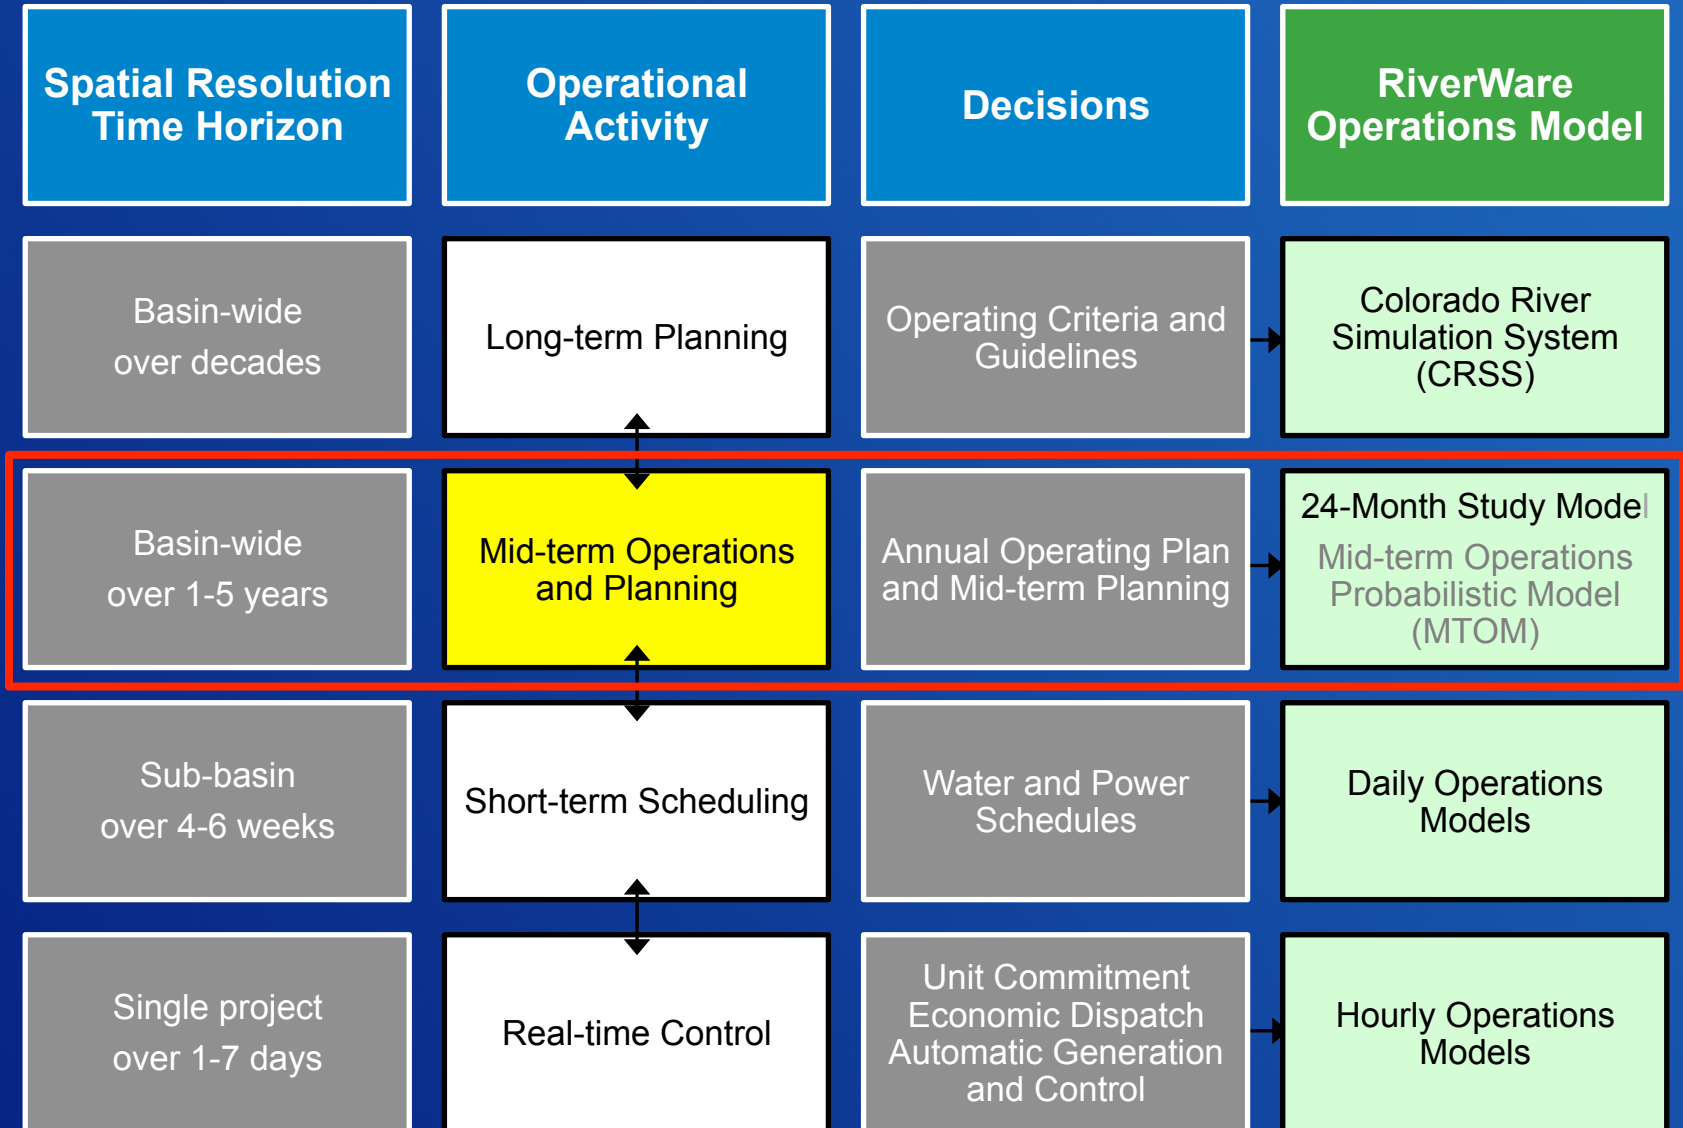 Spatial Resolution
Time Horizon
Operational
Activity
Decisions
RiverWare
Operations Model
Basin-wide
over decades
Long-term Planning
Operating Criteria and
Guidelines
Colorado River
Simulation System
(CRSS)
Basin-wide
over 1-5 years
Mid-term Operations
and Planning
Annual Operating Plan
and Mid-term Planning
24-Month Study Model
Mid-term Operations
Probabilistic Model
(MTOM)
Sub-basin
over 4-6 weeks
Short-term Scheduling
Water and Power
Schedules
Daily Operations
Models
Single project
over 1-7 days
Real-time Control
Unit Commitment
Economic Dispatch
Automatic Generation
and Control
Hourly Operations
Models